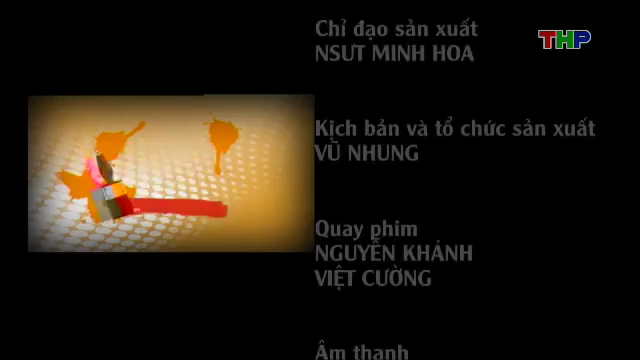 Chỉ đạo sản xuất
NSƯT MINH HOA
THP
Kịch bản và tổ chức sản xuất
VŨ NHUNG
Quay phim
NGUYỄN KHÁNH
VIỆT CƯỜNG
Âm thanh